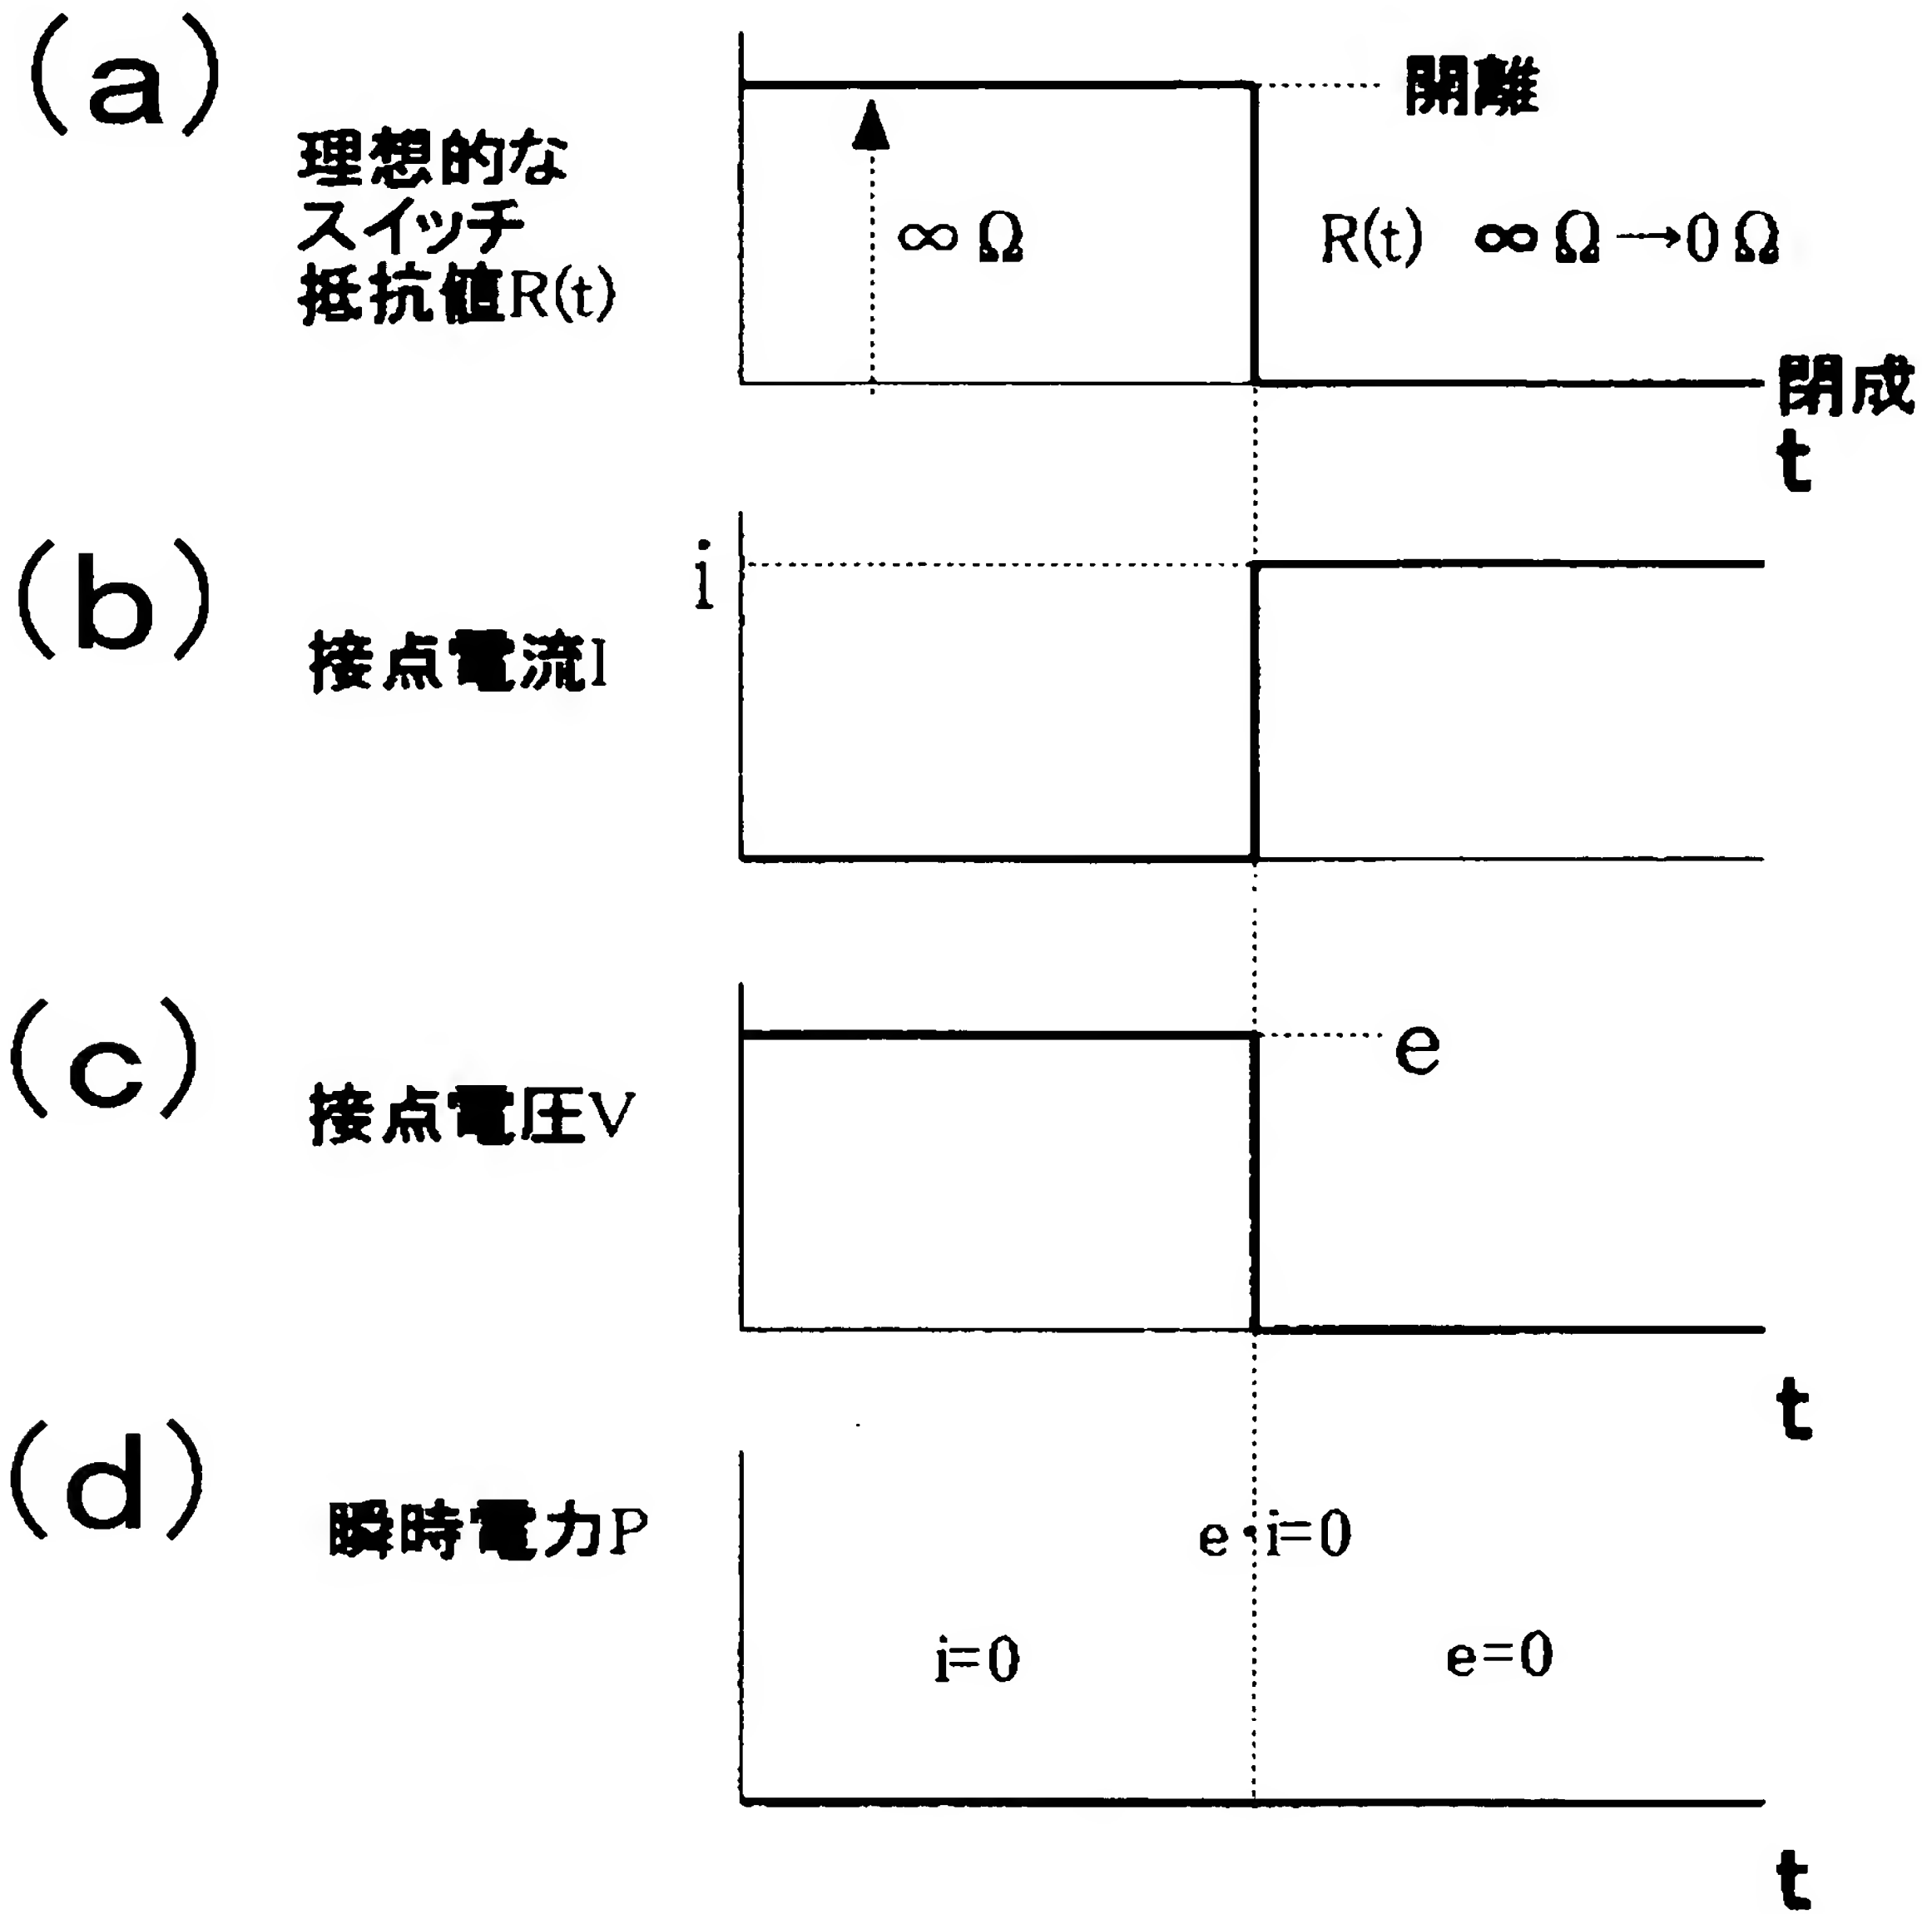 (a)
開離
理想的な
スイッチ
抵抗値R(t)
∞Ω
R(t) ∞Ω→0Ω
閉成
t
(b)
i
接点電流I
(c)
e
接点電圧V
t
(d)
瞬時電力P
e・i=0
i=0
e=0
t